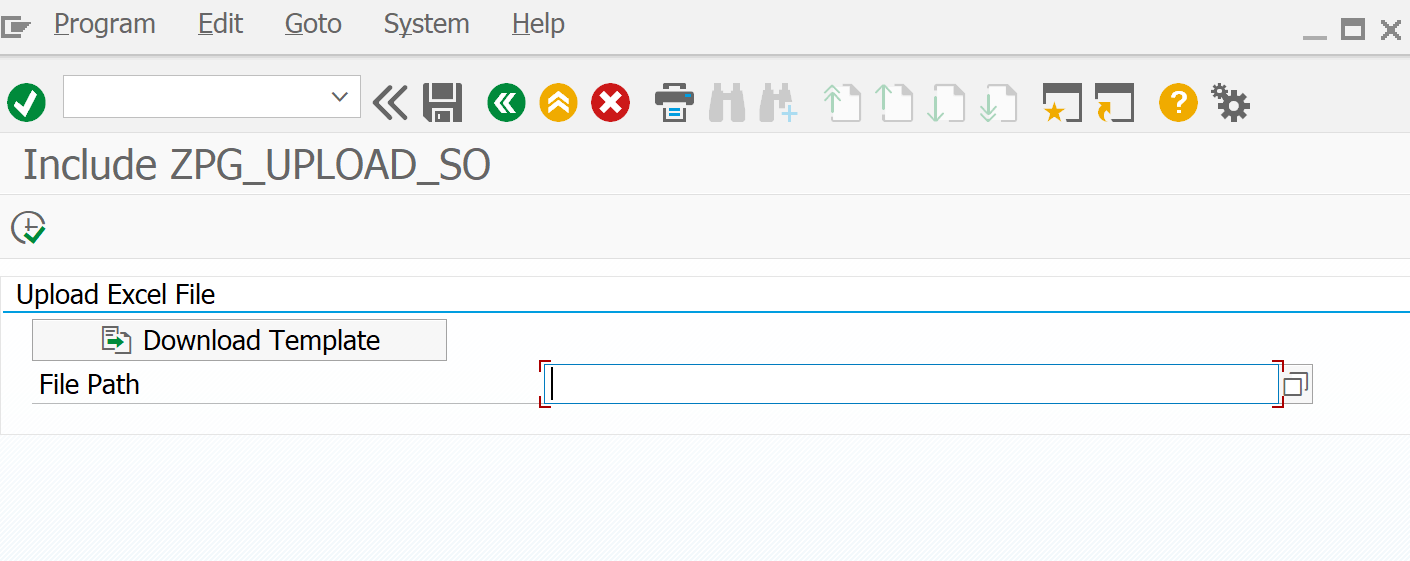 Program Edit Goto System Help
Include ZPG_UPLOAD_SO
Upload Excel File
Download Template
File Path